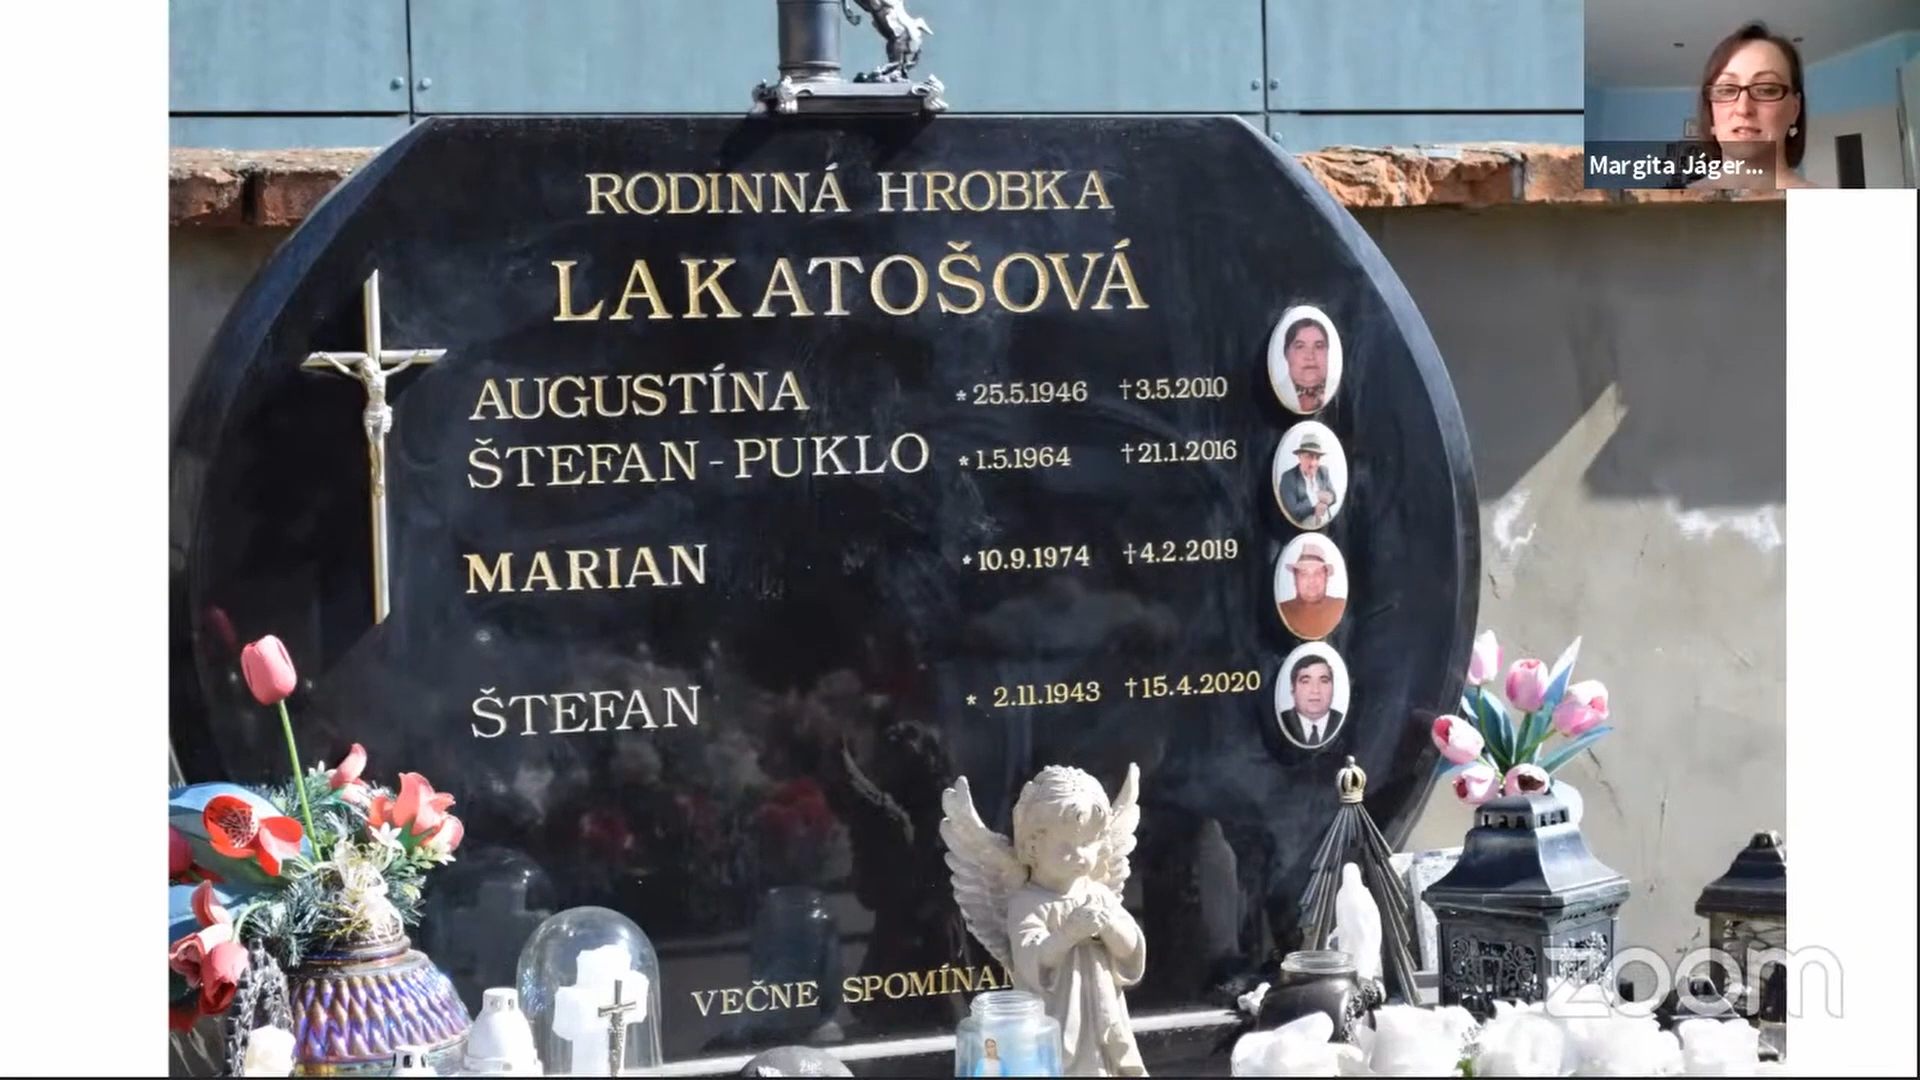 RODINNÁ HROBKA
LAKATOŠOVÁ
AUGUSTÍNA * 25.5.1946 †3.5.2010
ŠTEFAN-PUKLO * 1.5.1964 †21.1.2016
MARIAN * 10.9.1974 †4.2.2019
ŠTEFAN * 2.11.1943 †15.4.2020
VEČNE
Margita Jáger...
zoom